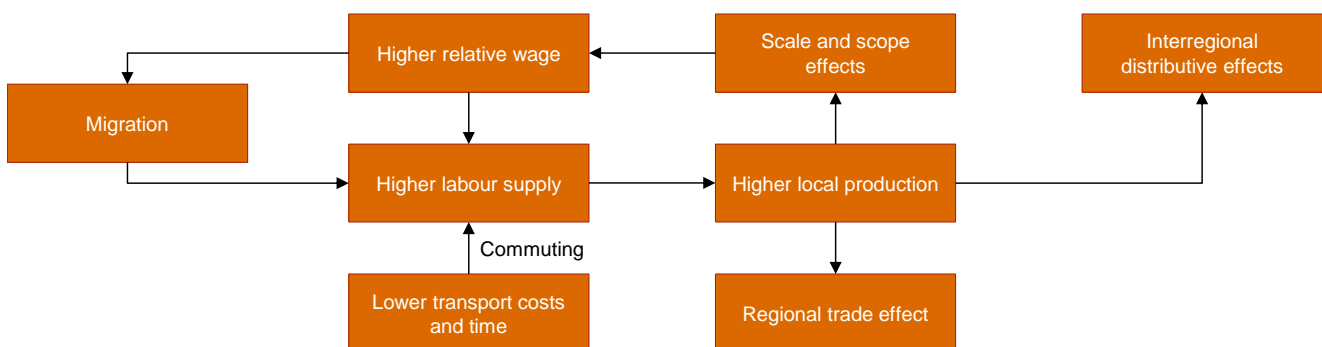 Higher relative wage
Scale and scope
effects
Interregional
distributive effects
Migration
Higher labour supply
Higher local production
Commuting
Lower transport costs
and time
Regional trade effect